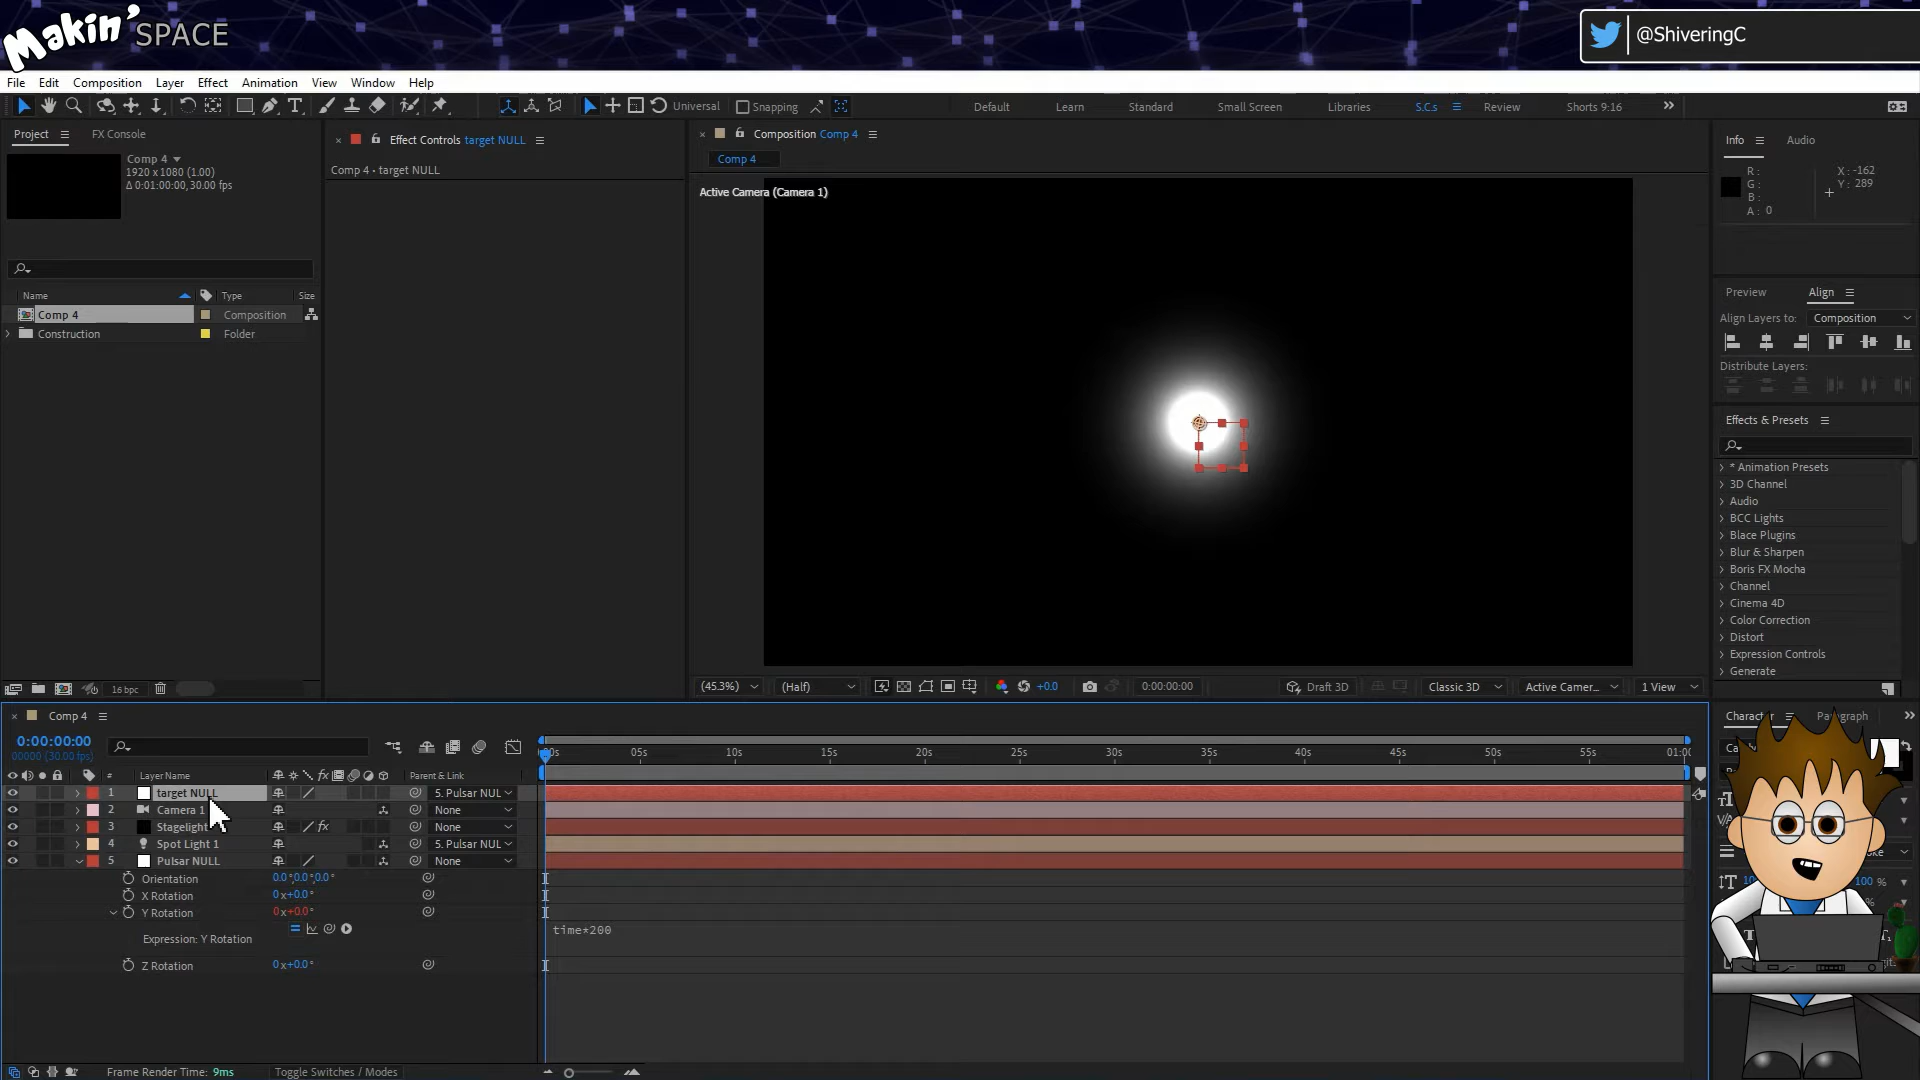 Makin' SPACE
@ShiveringC
File Edit Composition Layer Effect Animation View Window Help
Universal Snapping Default Learn Standard Small Screen Libraries S.C.s Review Shorts 9:16
Project FX Console
Effect Controls target NULL
Comp 4 • target NULL
Comp 4
1920 x 1080 (1.00)
Δ 0:01:00:00, 30.00 fps
Name Type Size
Comp 4 Composition
Construction Folder
16 bpc
Composition Comp 4
Comp 4
Active Camera (Camera 1)
(45.3%) (Half) +0.0 0:00:00:00 Draft 3D Classic 3D Active Camer... 1 View
Info Audio
R :
G :
B :
A : 0
X : -162
Y : 289
Preview Align
Align Layers to: Composition
Distribute Layers:
Effects & Presets
* Animation Presets
3D Channel
Audio
BCC Lights
Blace Plugins
Blur & Sharpen
Boris FX Mocha
Channel
Cinema 4D
Color Correction
Distort
Expression Controls
Generate
Comp 4
0:00:00:00
00000 (30.00 fps)
# Layer Name fx Parent & Link
05s 10s 15s 20s 25s 30s 35s 40s 45s 50s 55s
1 target NULL 5. Pulsar NUL
2 Camera 1 None
3 Stagelight fx None
4 Spot Light 1 5. Pulsar NUL
5 Pulsar NULL None
Orientation 0.0°,0.0°,0.0°
X Rotation 0x+0.0°
Y Rotation 0x+0.0°
Expression: Y Rotation time*200
Z Rotation 0x+0.0°
Frame Render Time: 9ms Toggle Switches / Modes
Character Paragraph
100 %